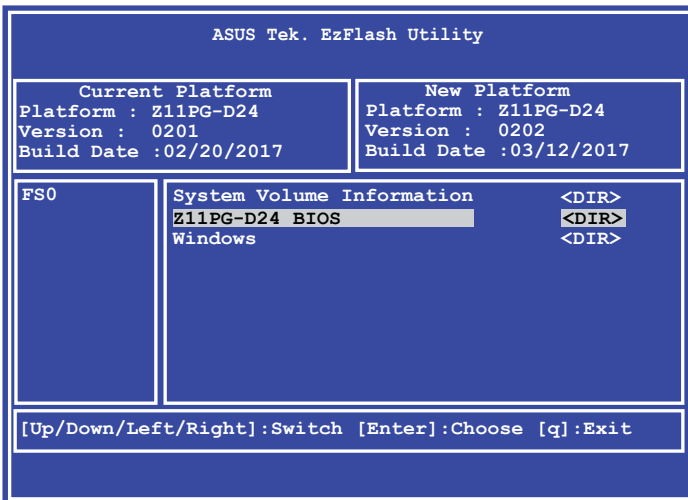 ASUS Tek. EzFlash Utility
Current Platform
Platform : Z11PG-D24
Version : 0201
Build Date :02/20/2017
New Platform
Platform : Z11PG-D24
Version : 0202
Build Date :03/12/2017
FS0
System Volume Information <DIR>
Z11PG-D24 BIOS <DIR>
Windows <DIR>
[Up/Down/Left/Right]:Switch [Enter]:Choose [q]:Exit